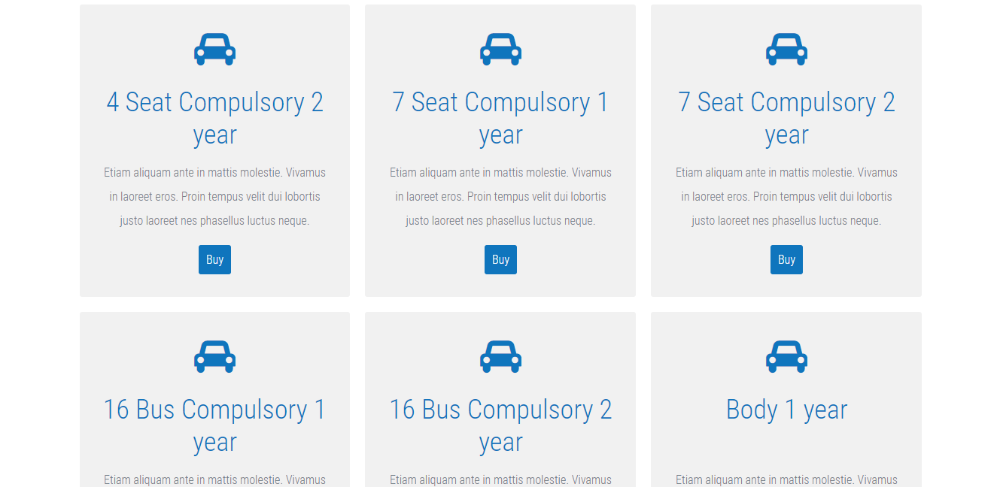 4 Seat Compulsory 2
year
Etiam aliquam ante in mattis molestie. Vivamus
in laoreet eros. Proin tempus velit dui lobortis
justo laoreet nes phasellus luctus neque.
Buy
7 Seat Compulsory 1
year
Etiam aliquam ante in mattis molestie. Vivamus
in laoreet eros. Proin tempus velit dui lobortis
justo laoreet nes phasellus luctus neque.
Buy
7 Seat Compulsory 2
year
Etiam aliquam ante in mattis molestie. Vivamus
in laoreet eros. Proin tempus velit dui lobortis
justo laoreet nes phasellus luctus neque.
Buy
16 Bus Compulsory 1
year
Etiam aliquam ante in mattis molestie. Vivamus
16 Bus Compulsory 2
year
Etiam aliquam ante in mattis molestie. Vivamus
Body 1 year
Etiam aliquam ante in mattis molestie. Vivamus